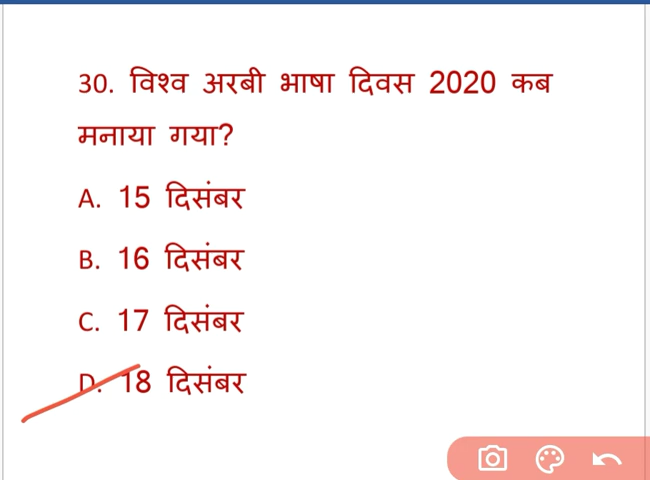 30. विश्व अरबी भाषा दिवस 2020 कब
मनाया गया?
A. 15 दिसंबर
B. 16 दिसंबर
C. 17 दिसंबर
D. 18 दिसंबर